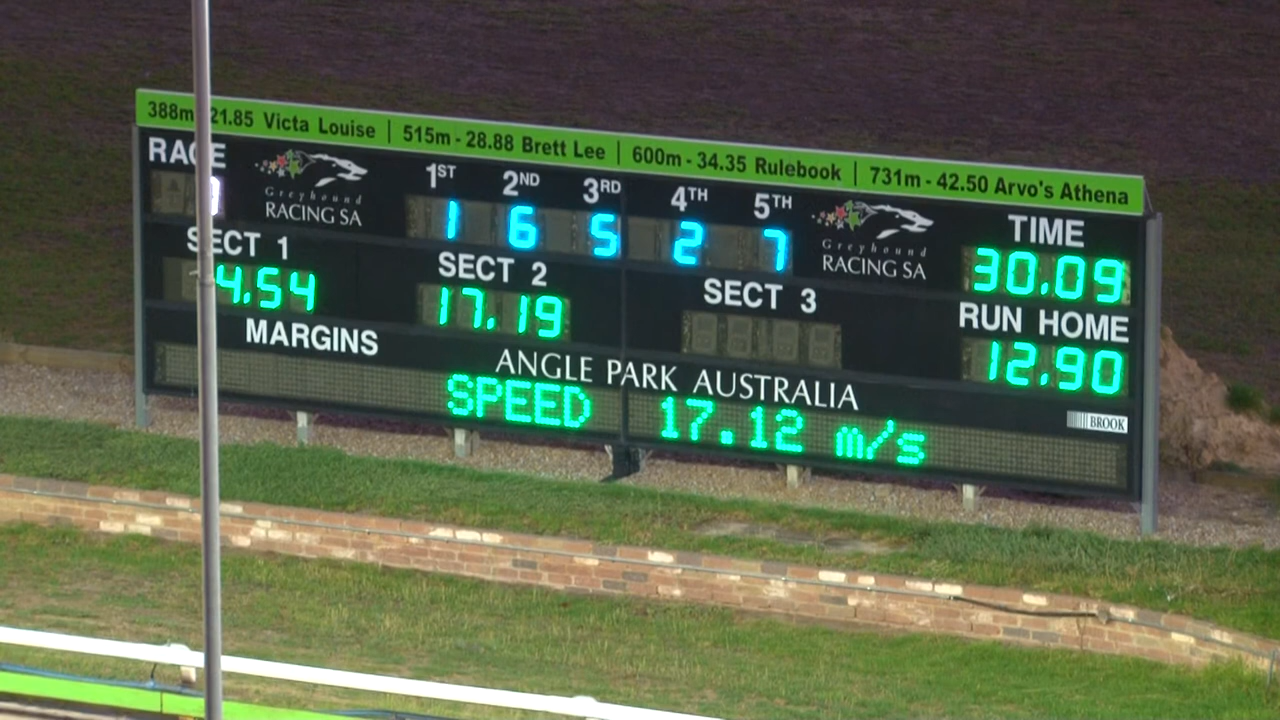 388m - 21.85 Victa Louise | 515m - 28.88 Brett Lee | 600m - 34.35 Rulebook | 731m - 42.50 Arvo's Athena
RACE
Greyhound
RACING SA
1ST 2ND 3RD 4TH 5TH
1 6 5 2 7
Greyhound
RACING SA
TIME
30.09
SECT 1
4.54
SECT 2
17.19
SECT 3
RUN HOME
12.90
MARGINS
ANGLE PARK AUSTRALIA
BROOK
SPEED 17.12 m/s